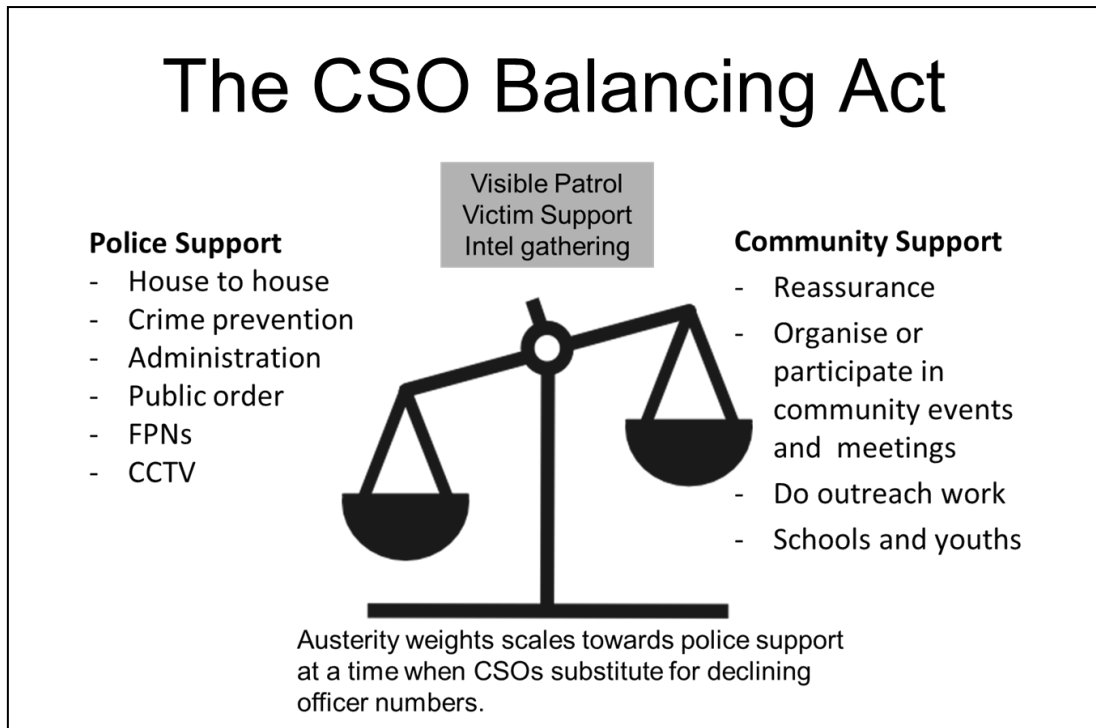 The CSO Balancing Act
Visible Patrol
Victim Support
Intel gathering
Police Support
- House to house
- Crime prevention
- Administration
- Public order
- FPNs
- CCTV
Community Support
- Reassurance
- Organise or
participate in
community events
and meetings
- Do outreach work
- Schools and youths
Austerity weights scales towards police support
at a time when CSOs substitute for declining
officer numbers.